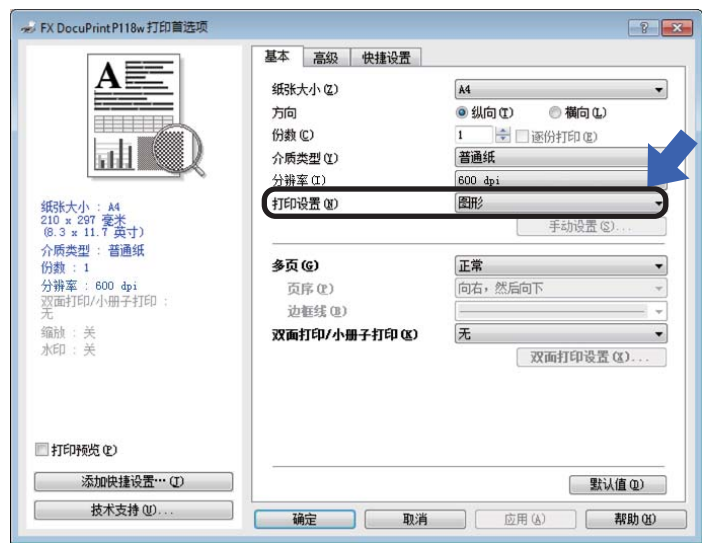 FX DocuPrint P118w 打印首选项
基本 高级 快捷设置
纸张大小(Z) A4
方向 纵向(T) 横向(L)
份数(C) 1 逐份打印(E)
介质类型(Y) 普通纸
分辨率(I) 600 dpi
打印设置(N) 图形
手动设置(S)...
多页(G) 正常
页序(P) 向右，然后向下
边框线(B)
双面打印/小册子打印(K) 无
双面打印设置(X)...
A
纸张大小 : A4
210 x 297 毫米
(8.3 x 11.7 英寸)
介质类型 : 普通纸
份数 : 1
分辨率 : 600 dpi
双面打印/小册子打印 :
无
缩放 : 关
水印 : 关
打印预览(P)
添加快捷设置…(J)
技术支持(U)...
默认值(D)
确定 取消 应用(A) 帮助(H)